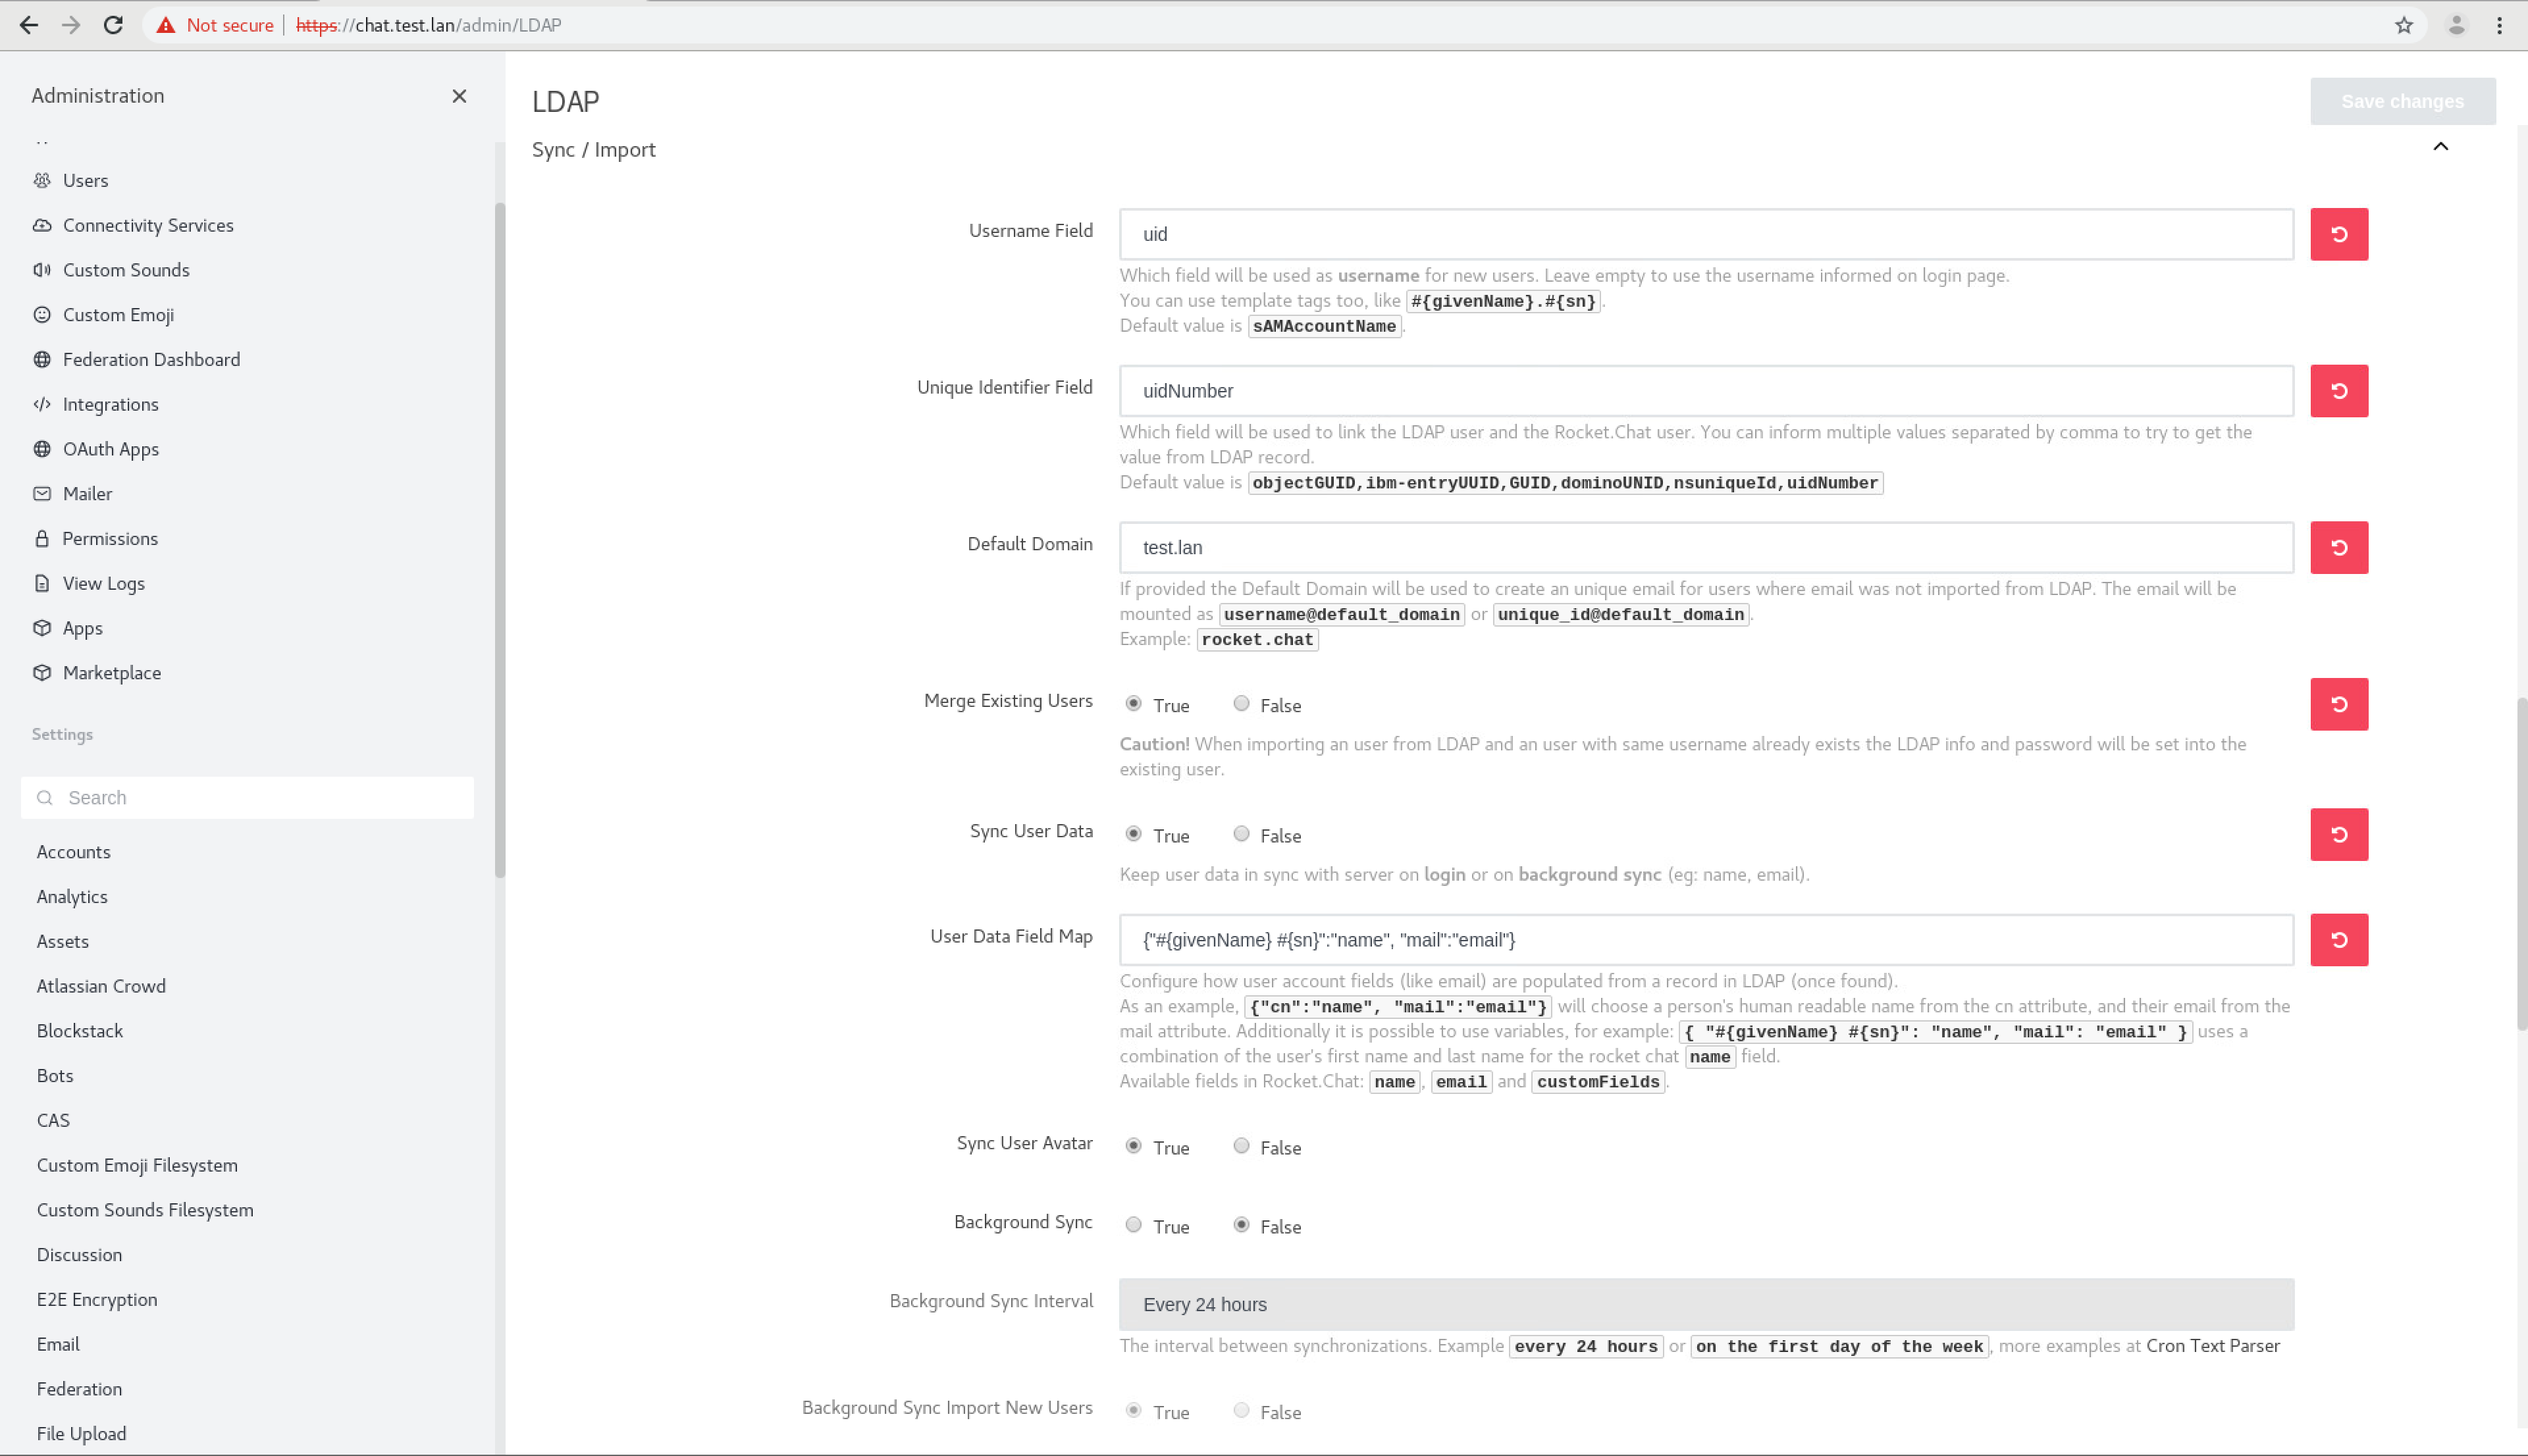 Not secure | https://chat.test.lan/admin/LDAP
Administration
Users
Connectivity Services
Custom Sounds
Custom Emoji
Federation Dashboard
Integrations
OAuth Apps
Mailer
Permissions
View Logs
Apps
Marketplace
Settings
Search
Accounts
Analytics
Assets
Atlassian Crowd
Blockstack
Bots
CAS
Custom Emoji Filesystem
Custom Sounds Filesystem
Discussion
E2E Encryption
Email
Federation
File Upload
LDAP
Save changes
Sync / Import
Username Field
uid
Which field will be used as username for new users. Leave empty to use the username informed on login page.
You can use template tags too, like #{givenName}.#{sn}.
Default value is sAMAccountName.
Unique Identifier Field
uidNumber
Which field will be used to link the LDAP user and the Rocket.Chat user. You can inform multiple values separated by comma to try to get the
value from LDAP record.
Default value is objectGUID,ibm-entryUUID,GUID,dominoUNID,nsuniqueId,uidNumber
Default Domain
test.lan
If provided the Default Domain will be used to create an unique email for users where email was not imported from LDAP. The email will be
mounted as username@default_domain or unique_id@default_domain.
Example: rocket.chat
Merge Existing Users
True False
Caution! When importing an user from LDAP and an user with same username already exists the LDAP info and password will be set into the
existing user.
Sync User Data
True False
Keep user data in sync with server on login or on background sync (eg: name, email).
User Data Field Map
{"#{givenName} #{sn}":"name", "mail":"email"}
Configure how user account fields (like email) are populated from a record in LDAP (once found).
As an example, {"cn":"name", "mail":"email"} will choose a person's human readable name from the cn attribute, and their email from the
mail attribute. Additionally it is possible to use variables, for example: { "#{givenName} #{sn}": "name", "mail": "email" } uses a
combination of the user's first name and last name for the rocket chat name field.
Available fields in Rocket.Chat: name, email and customFields.
Sync User Avatar
True False
Background Sync
True False
Background Sync Interval
Every 24 hours
The interval between synchronizations. Example every 24 hours or on the first day of the week, more examples at Cron Text Parser
Background Sync Import New Users
True False